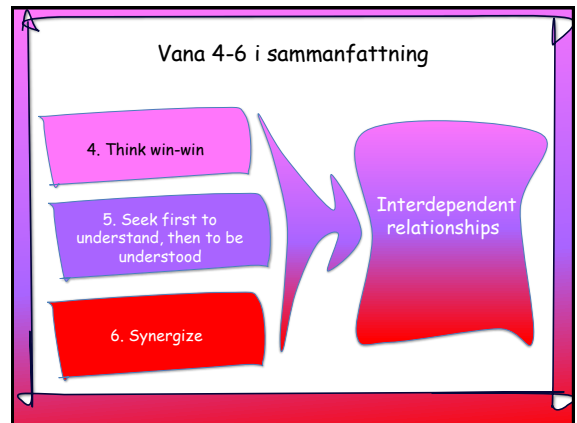 Vana 4-6 i sammanfattning
4. Think win-win
5. Seek first to
understand, then to be
understood
6. Synergize
Interdependent
relationships